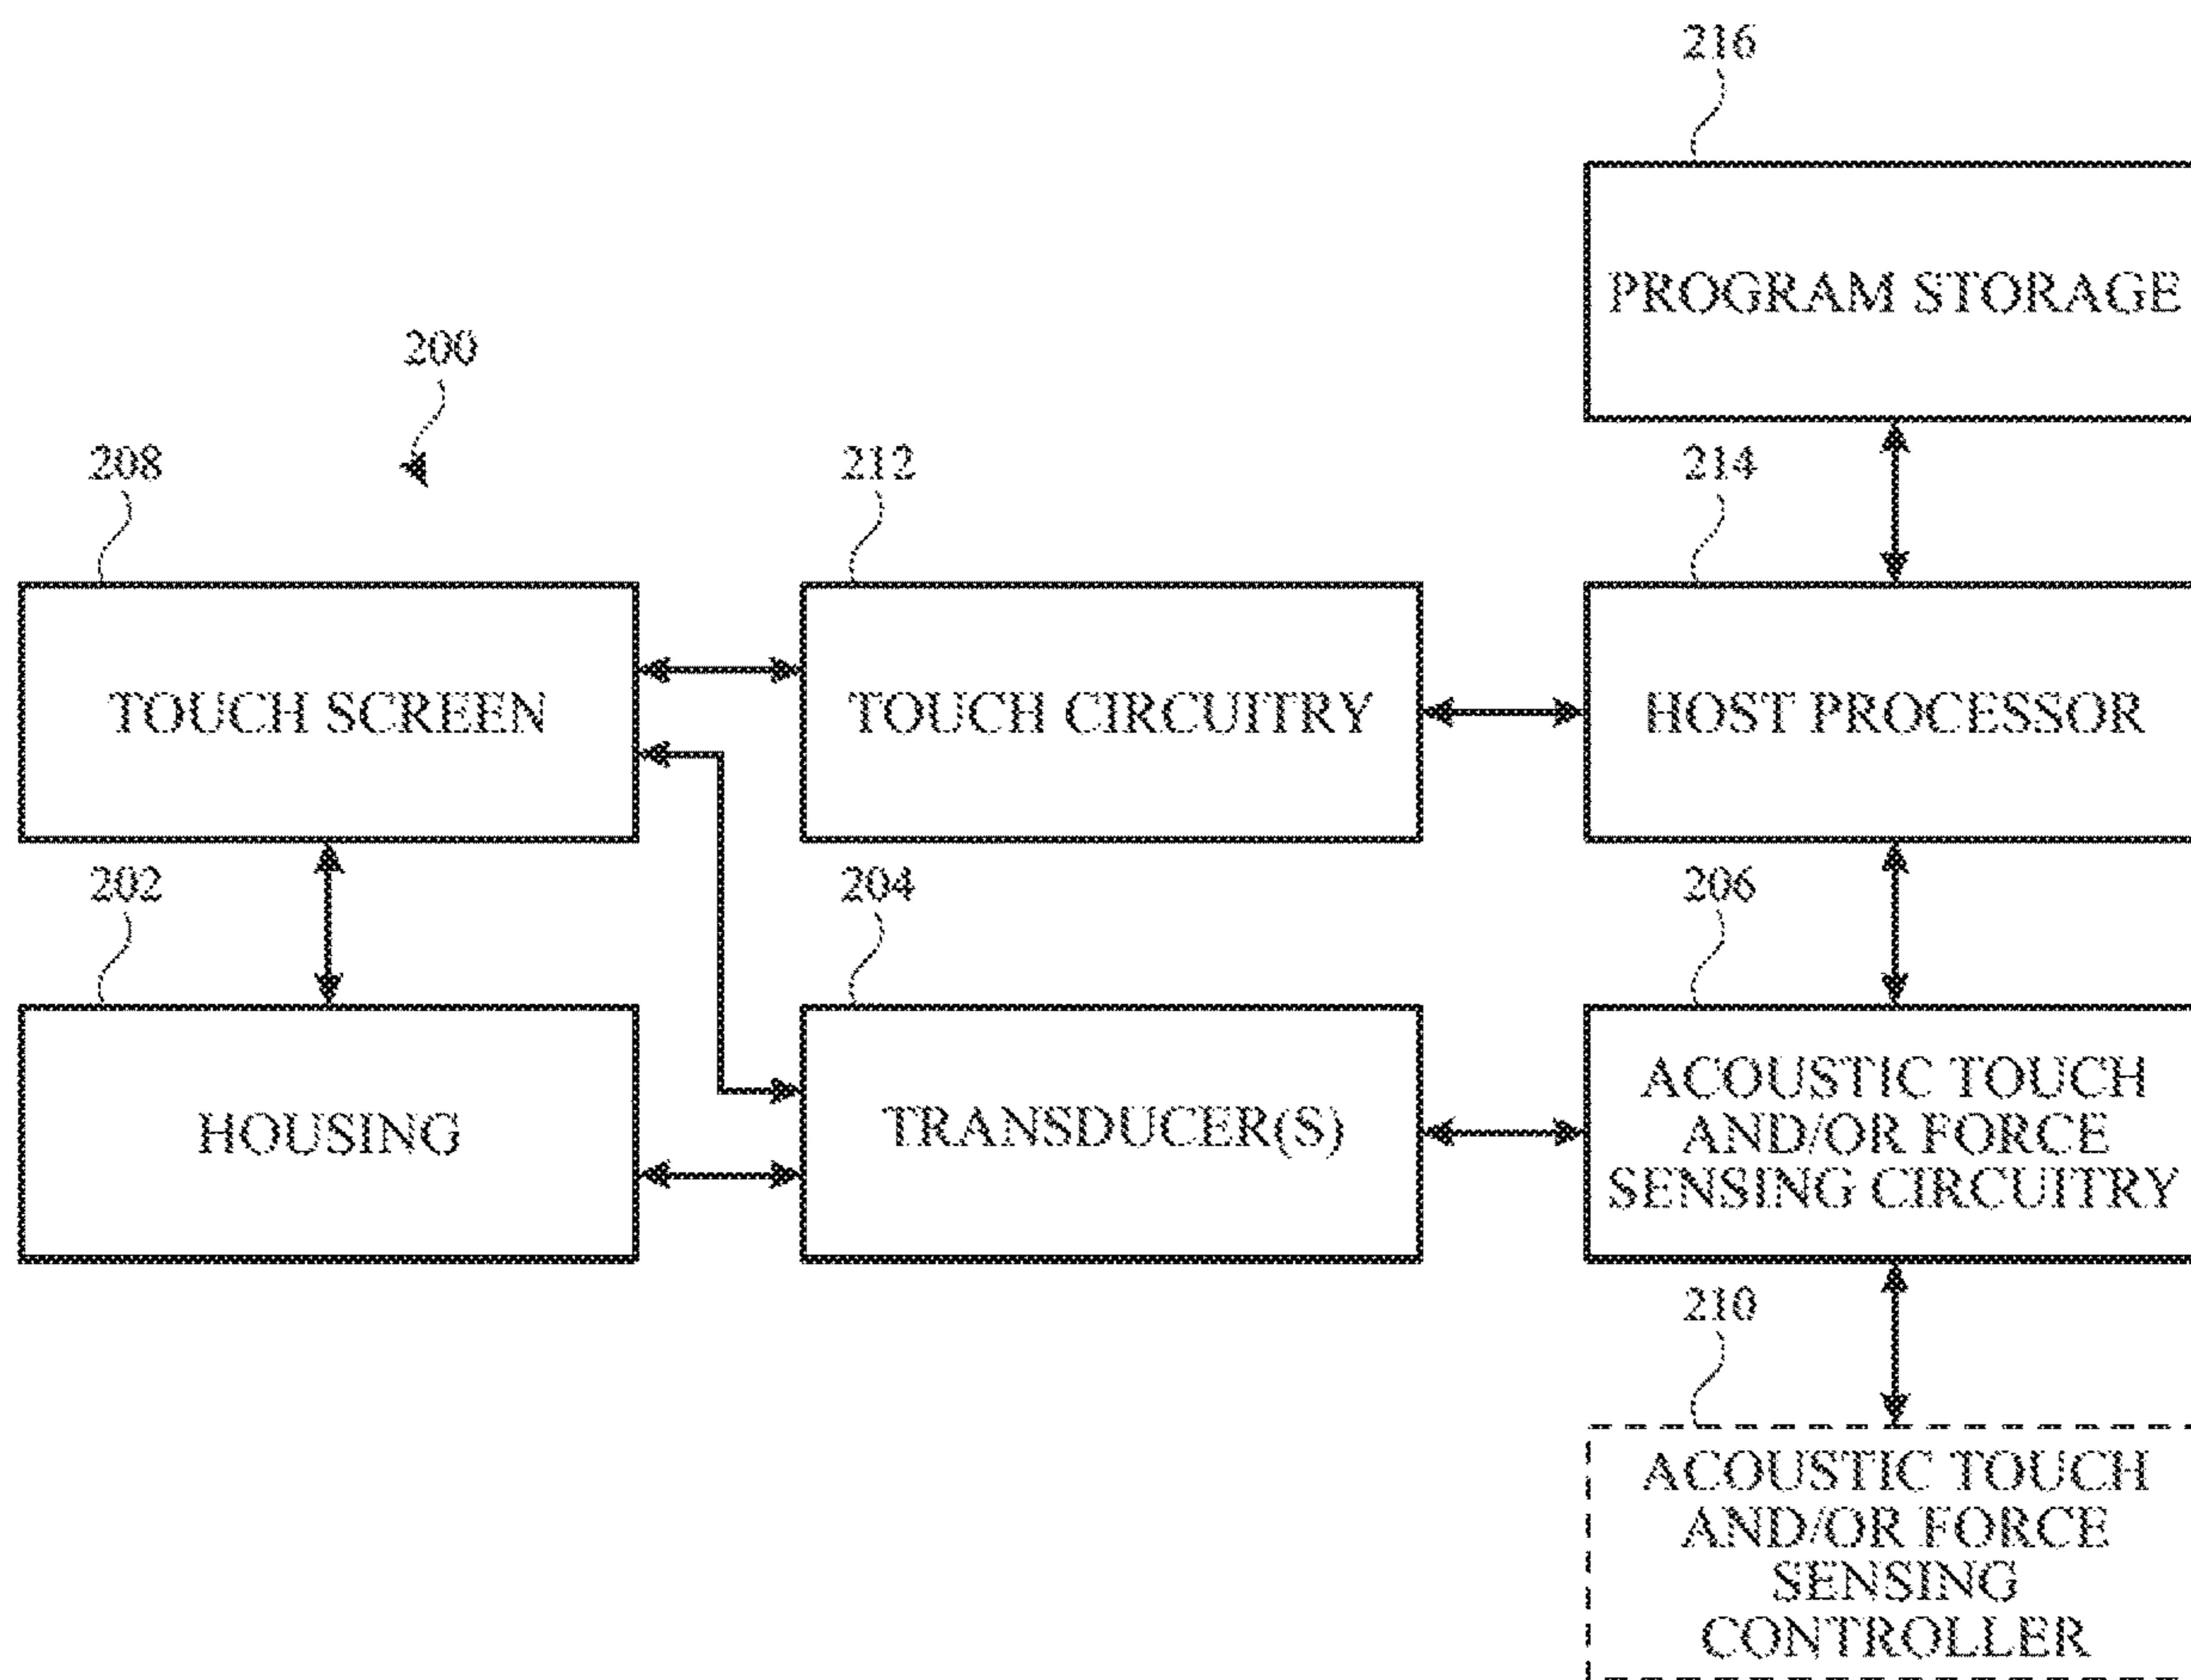 216
PROGRAM STORAGE
200
208
212
214
TOUCH SCREEN
TOUCH CIRCUITRY
HOST PROCESSOR
202
204
206
HOUSING
TRANSDUCER(S)
ACOUSTIC TOUCH
AND/OR FORCE
SENSING CIRCUITRY
210
ACOUSTIC TOUCH
AND/OR FORCE
SENSING
CONTROLLER